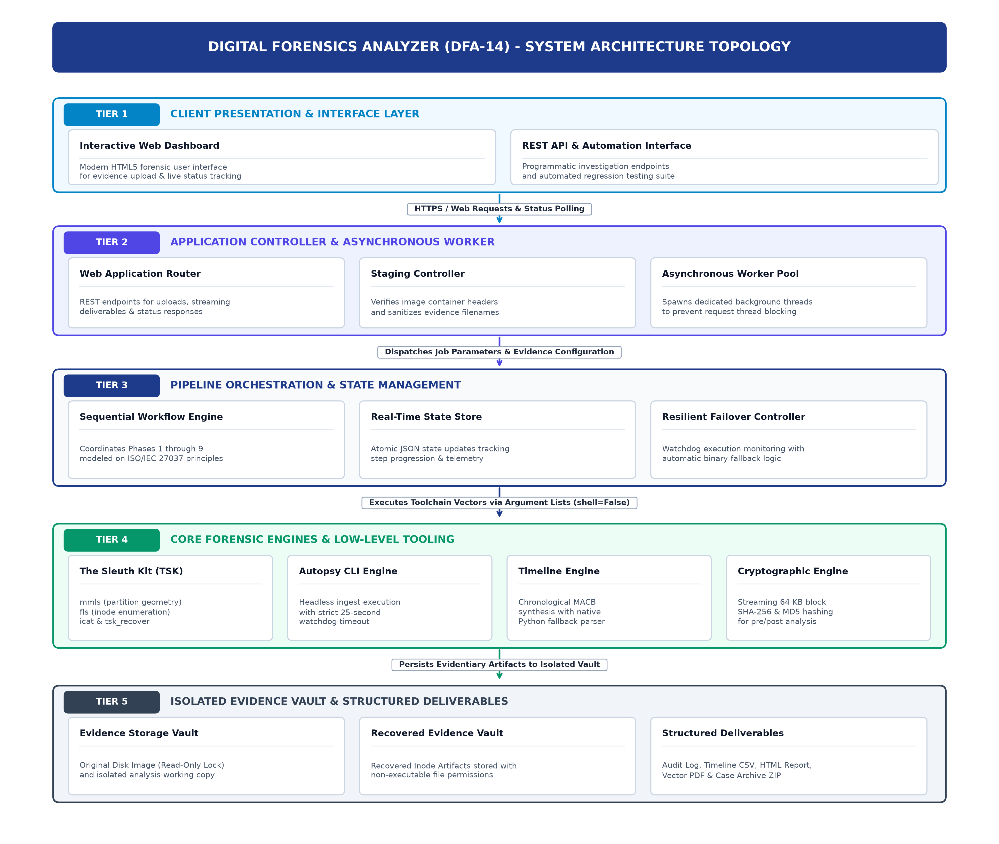 DIGITAL FORENSICS ANALYZER (DFA-14) - SYSTEM ARCHITECTURE TOPOLOGY
TIER 1
CLIENT PRESENTATION & INTERFACE LAYER
Interactive Web Dashboard
Modern HTML5 forensic user interface
for evidence upload & live status tracking
REST API & Automation Interface
Programmatic investigation endpoints
and automated regression testing suite
HTTPS / Web Requests & Status Polling
TIER 2
APPLICATION CONTROLLER & ASYNCHRONOUS WORKER
Web Application Router
REST endpoints for uploads, streaming
deliverables & status responses
Staging Controller
Verifies image container headers
and sanitizes evidence filenames
Asynchronous Worker Pool
Spawns dedicated background threads
to prevent request thread blocking
Dispatches Job Parameters & Evidence Configuration
TIER 3
PIPELINE ORCHESTRATION & STATE MANAGEMENT
Sequential Workflow Engine
Coordinates Phases 1 through 9
modeled on ISO/IEC 27037 principles
Real-Time State Store
Atomic JSON state updates tracking
step progression & telemetry
Resilient Failover Controller
Watchdog execution monitoring with
automatic binary fallback logic
Executes Toolchain Vectors via Argument Lists (shell=False)
TIER 4
CORE FORENSIC ENGINES & LOW-LEVEL TOOLING
The Sleuth Kit (TSK)
mmls (partition geometry)
fls (inode enumeration)
icat & tsk_recover
Autopsy CLI Engine
Headless ingest execution
with strict 25-second
watchdog timeout
Timeline Engine
Chronological MACB
synthesis with native
Python fallback parser
Cryptographic Engine
Streaming 64 KB block
SHA-256 & MD5 hashing
for pre/post analysis
Persists Evidentiary Artifacts to Isolated Vault
TIER 5
ISOLATED EVIDENCE VAULT & STRUCTURED DELIVERABLES
Evidence Storage Vault
Original Disk Image (Read-Only Lock)
and isolated analysis working copy
Recovered Evidence Vault
Recovered Inode Artifacts stored with
non-executable file permissions
Structured Deliverables
Audit Log, Timeline CSV, HTML Report,
Vector PDF & Case Archive ZIP